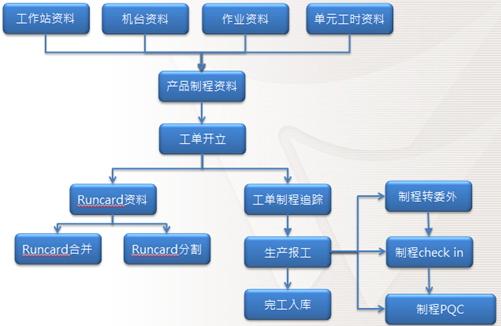 工作站资料
机台资料
作业资料
单元工时资料
产品制程资料
工单开立
Runcard资料
工单制程追踪
制程转委外
Runcard合并
Runcard分割
生产报工
制程check in
完工入库
制程PQC